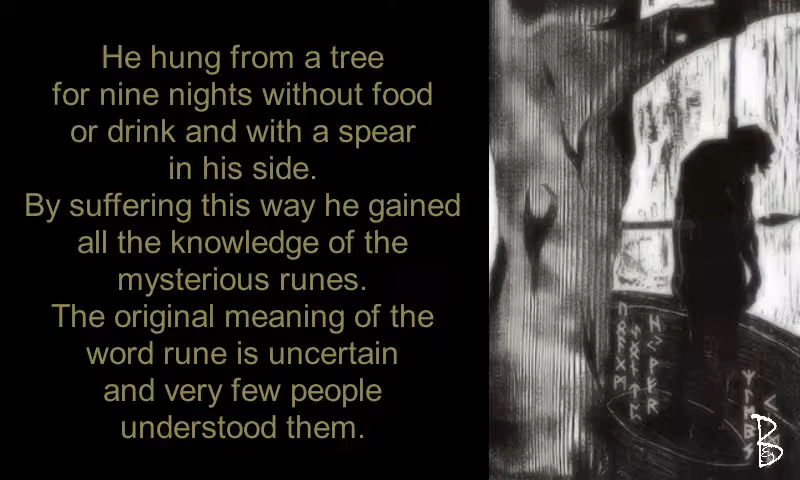 He hung from a tree
for nine nights without food
or drink and with a spear
in his side.
By suffering this way he gained
all the knowledge of the
mysterious runes.
The original meaning of the
word rune is uncertain
and very few people
understood them.